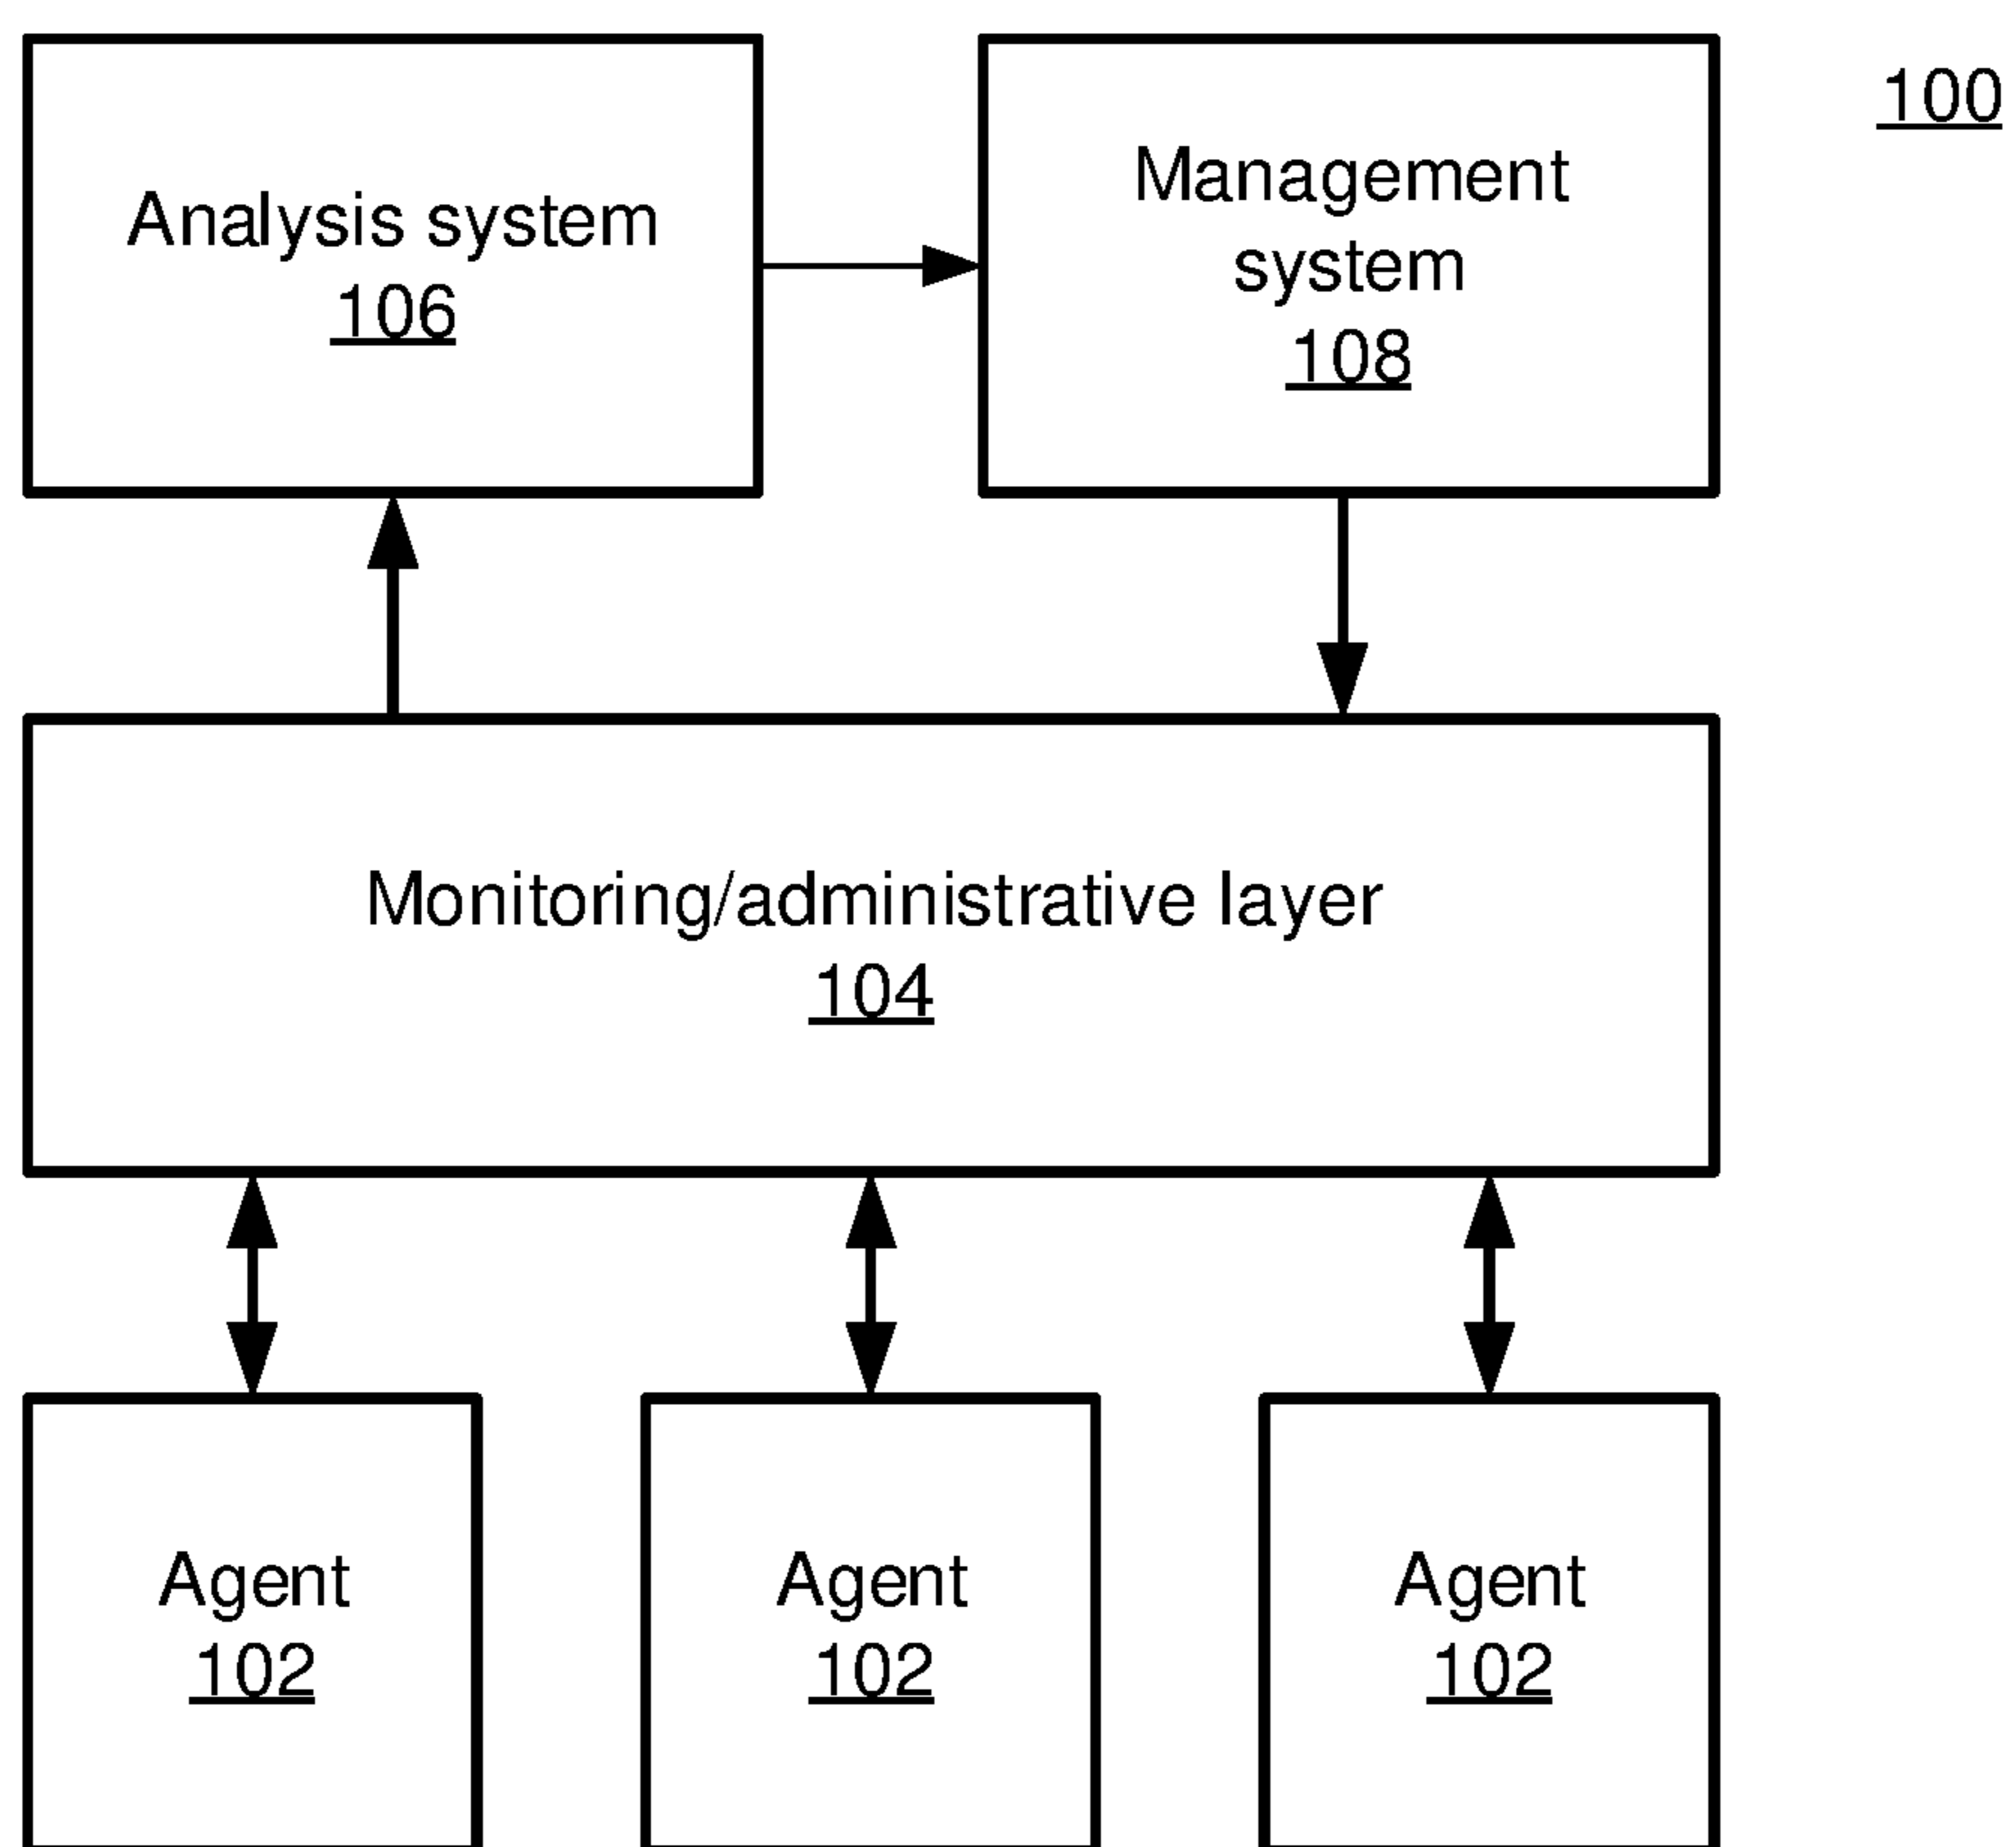 100
Analysis system
106
Management
system
108
Monitoring/administrative layer
104
Agent
102
Agent
102
Agent
102